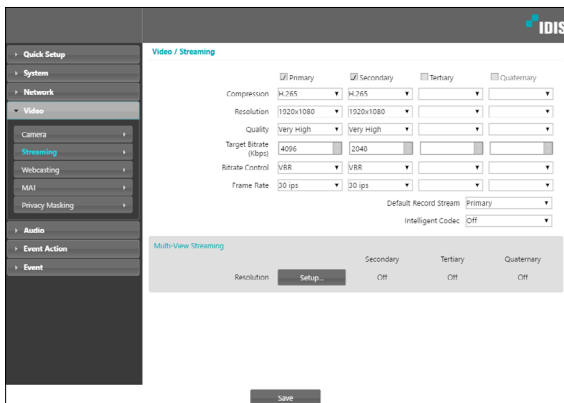 IDIS
Quick Setup
System
Network
Video
Camera
Streaming
Webcasting
MAT
Privacy Masking
Audio
Event Action
Event
Video / Streaming
Primary Secondary Tertiary Quaternary
Compression H.265 H.265
Resolution 1920x1080 1920x1080
Quality Very High Very High
Target Bitrate
(Kbps) 4096 2048
Bitrate Control VBR VBR
Frame Rate 30 ips 30 ips
Default Record Stream Primary
Intelligent Codec Off
Multi-View Streaming
Secondary Tertiary Quaternary
Resolution Setup... Off Off Off
Save